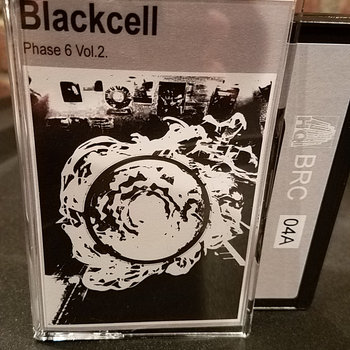 Blackcell
Phase 6 Vol.2.
BRC
04A